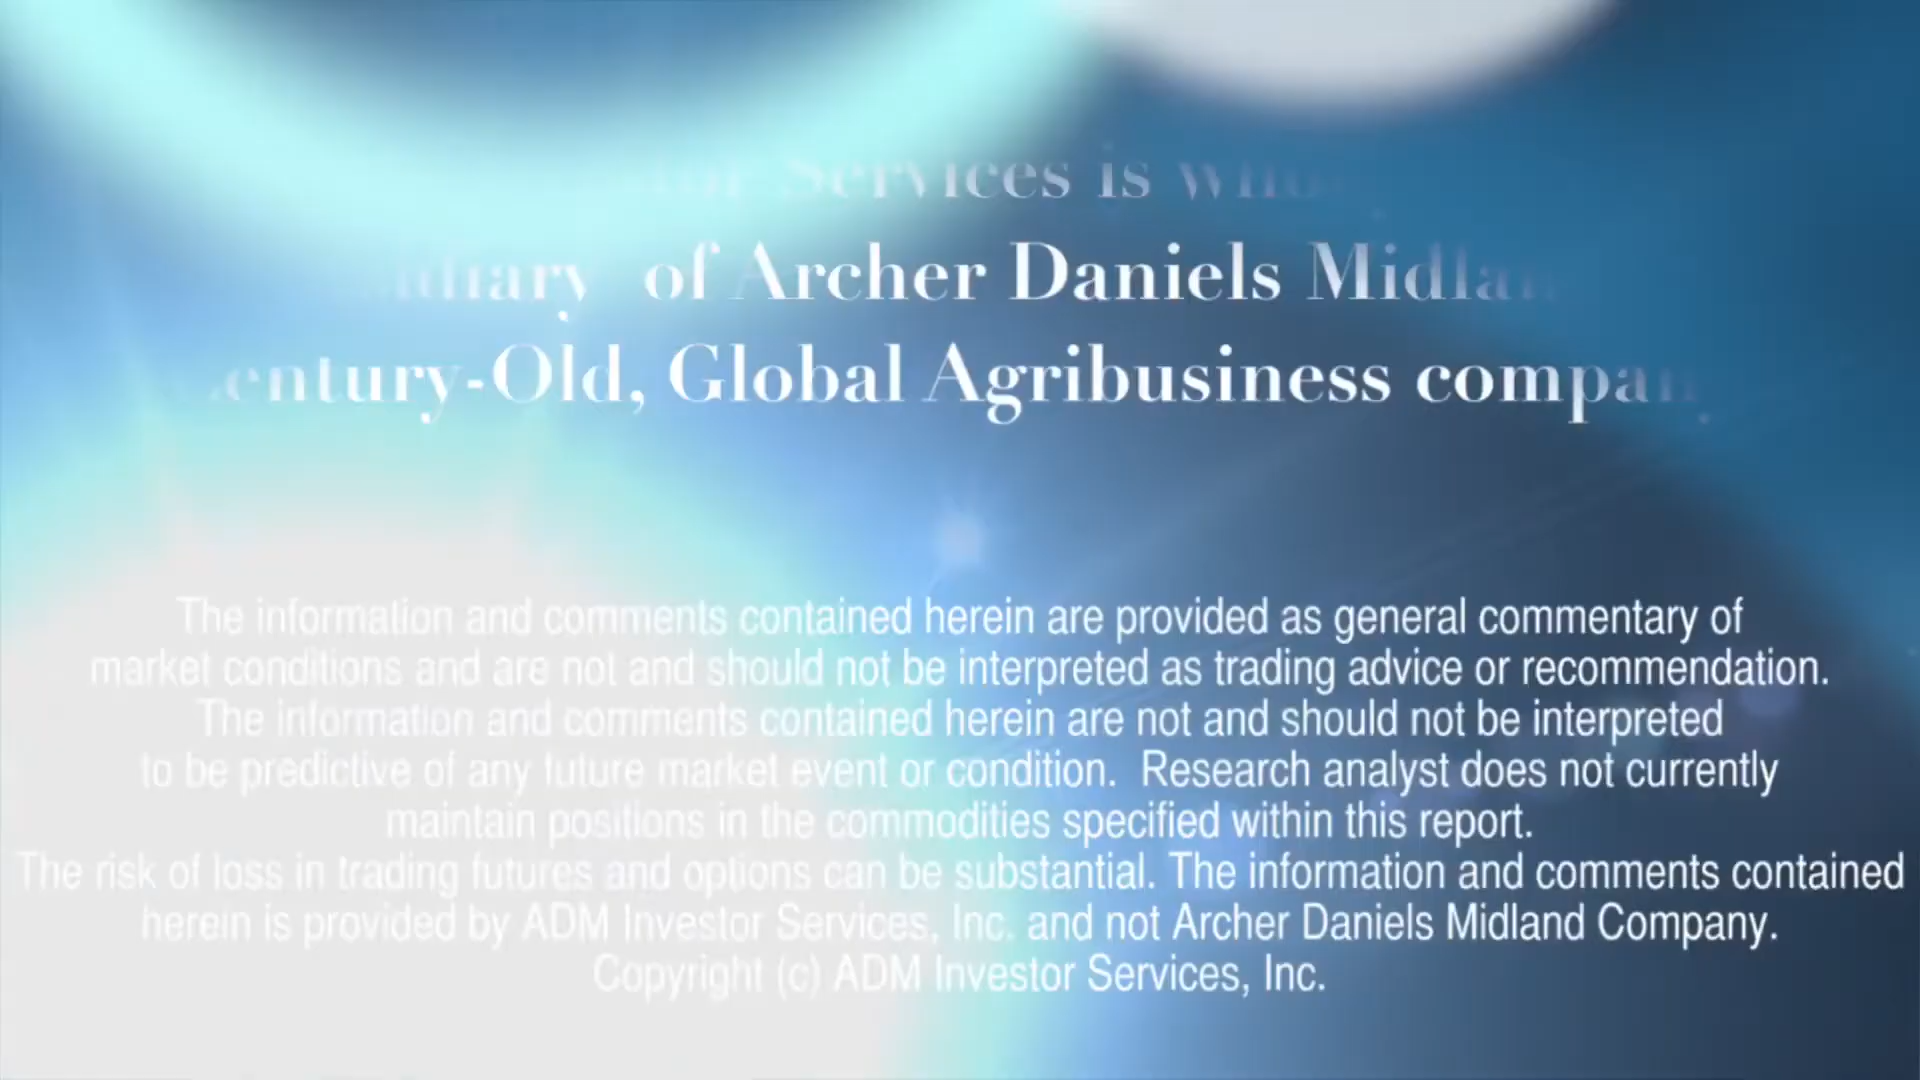 Services is
of Archer Daniels
Century-Old, Global Agribusiness company
The information and comments contained herein are provided as general commentary of
market conditions and are not and should not be interpreted as trading advice or recommendation.
The information and comments contained herein are not and should not be interpreted
to be predictive of any future market event or condition. Research analyst does not currently
maintain positions in the commodities specified within this report.
The risk of loss in trading futures and options can be substantial. The information and comments contained
herein is provided by ADM Investor Services, Inc. and not Archer Daniels Midland Company.
Copyright (c) ADM Investor Services, Inc.